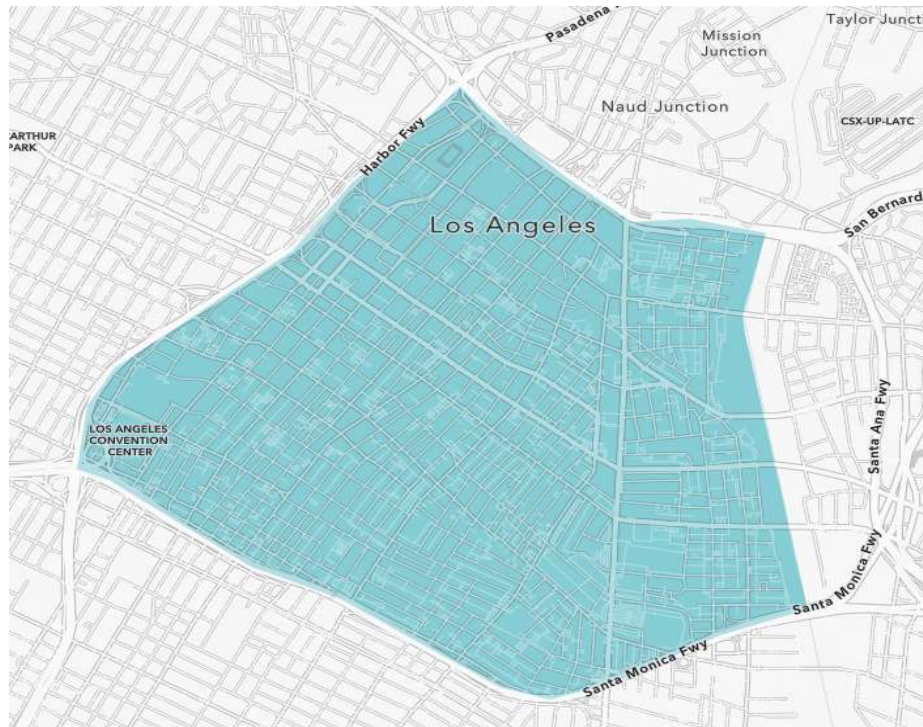 Pasadena
Taylor Junct
Mission
Junction
Naud Junction
CSX-UP-LATC
ARTHUR
PARK
Harbor Fwy
Los Angeles
San Bernard
LOS ANGELES
CONVENTION
CENTER
Santa Ana Fwy
Santa Monica Fwy
Santa Monica Fwy